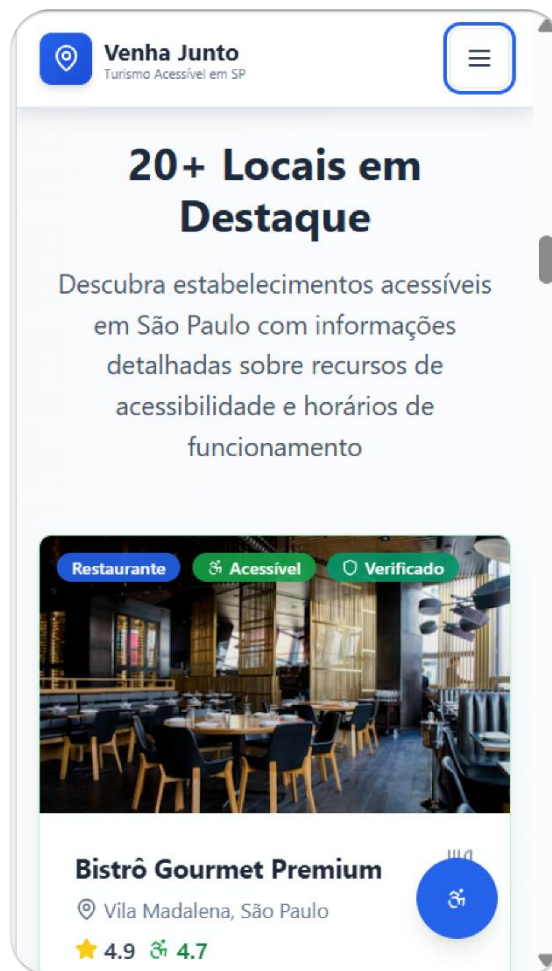 Venha Junto
Turismo Acessível em SP
20+ Locais em
Destaque
Descubra estabelecimentos acessíveis
em São Paulo com informações
detalhadas sobre recursos de
acessibilidade e horários de
funcionamento
Restaurante Acessível Verificado
Bistrô Gourmet Premium
Vila Madalena, São Paulo
4.9 4.7